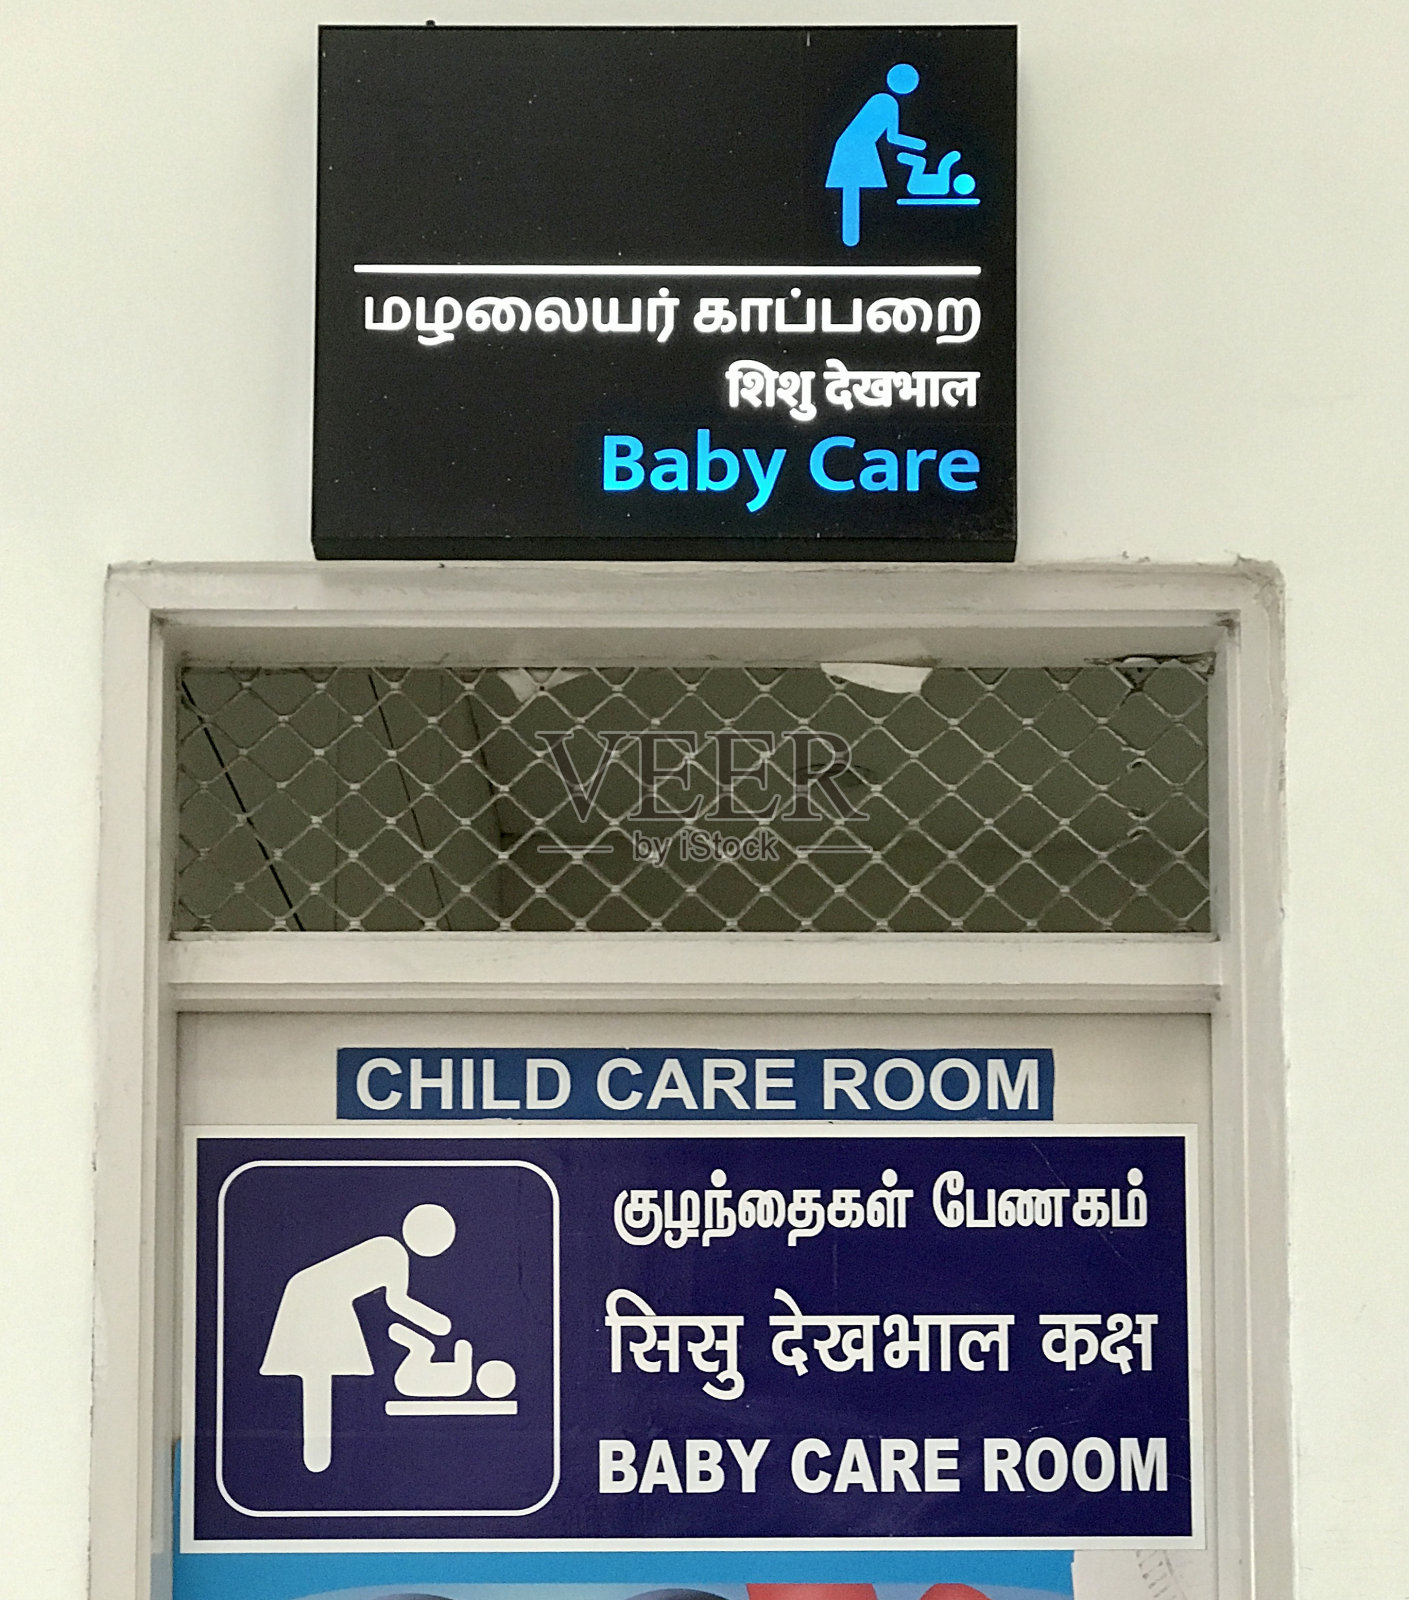 மழலையர் காப்பறை
शिशु देखभाल
Baby Care
VEER
by iStock
CHILD CARE ROOM
குழந்தைகள் பேணகம்
सिसु देखभाल कक्ष
BABY CARE ROOM